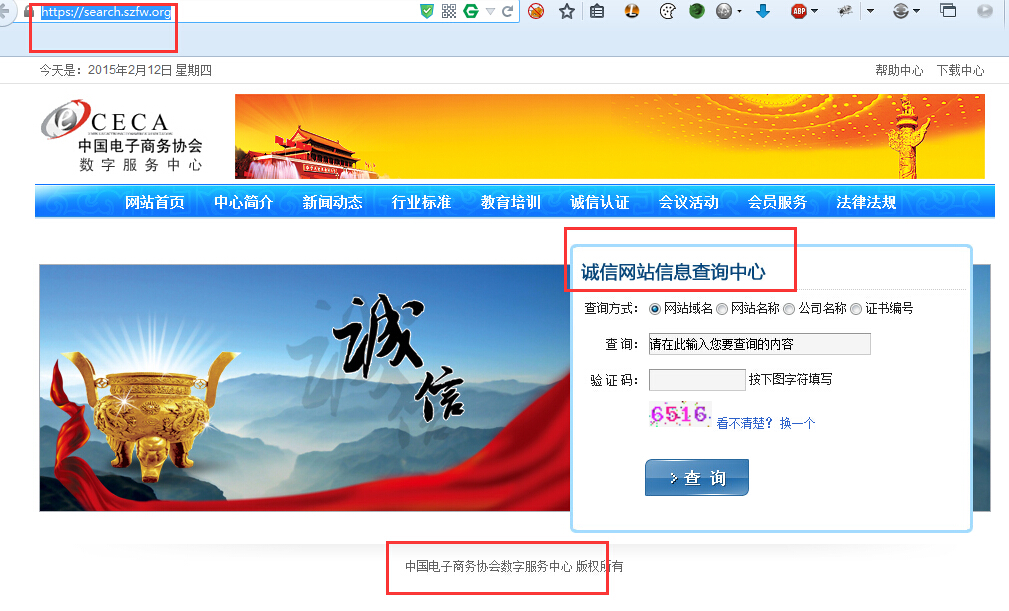 https://search.szfw.org
ABP
今天是：2015年2月12日 星期四
帮助中心 下载中心
CECA
中国电子商务协会
数字服务中心
网站首页 中心简介 新闻动态 行业标准 教育培训 诚信认证 会议活动 会员服务 法律法规
诚信
诚信网站信息查询中心
查询方式： 网站域名 网站名称 公司名称 证书编号
查 询： 请在此输入您要查询的内容
验 证 码： 按下图字符填写
6516 看不清楚？ 换一个
查 询
中国电子商务协会数字服务中心 版权所有